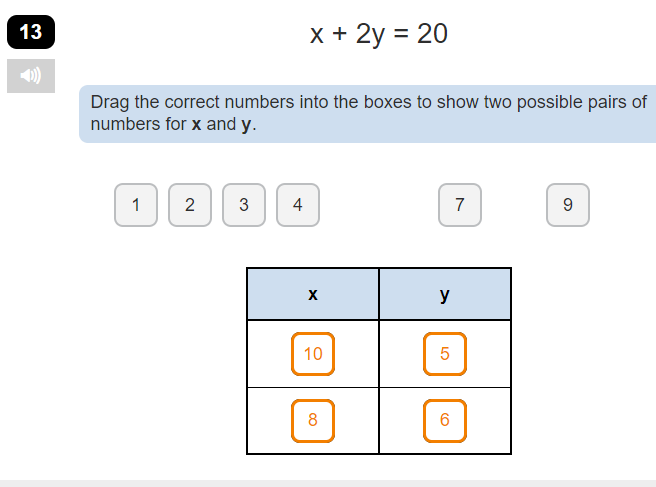 13
x + 2y = 20
Drag the correct numbers into the boxes to show two possible pairs of
numbers for x and y.
1 2 3 4 7 9
x y
10 5
8 6